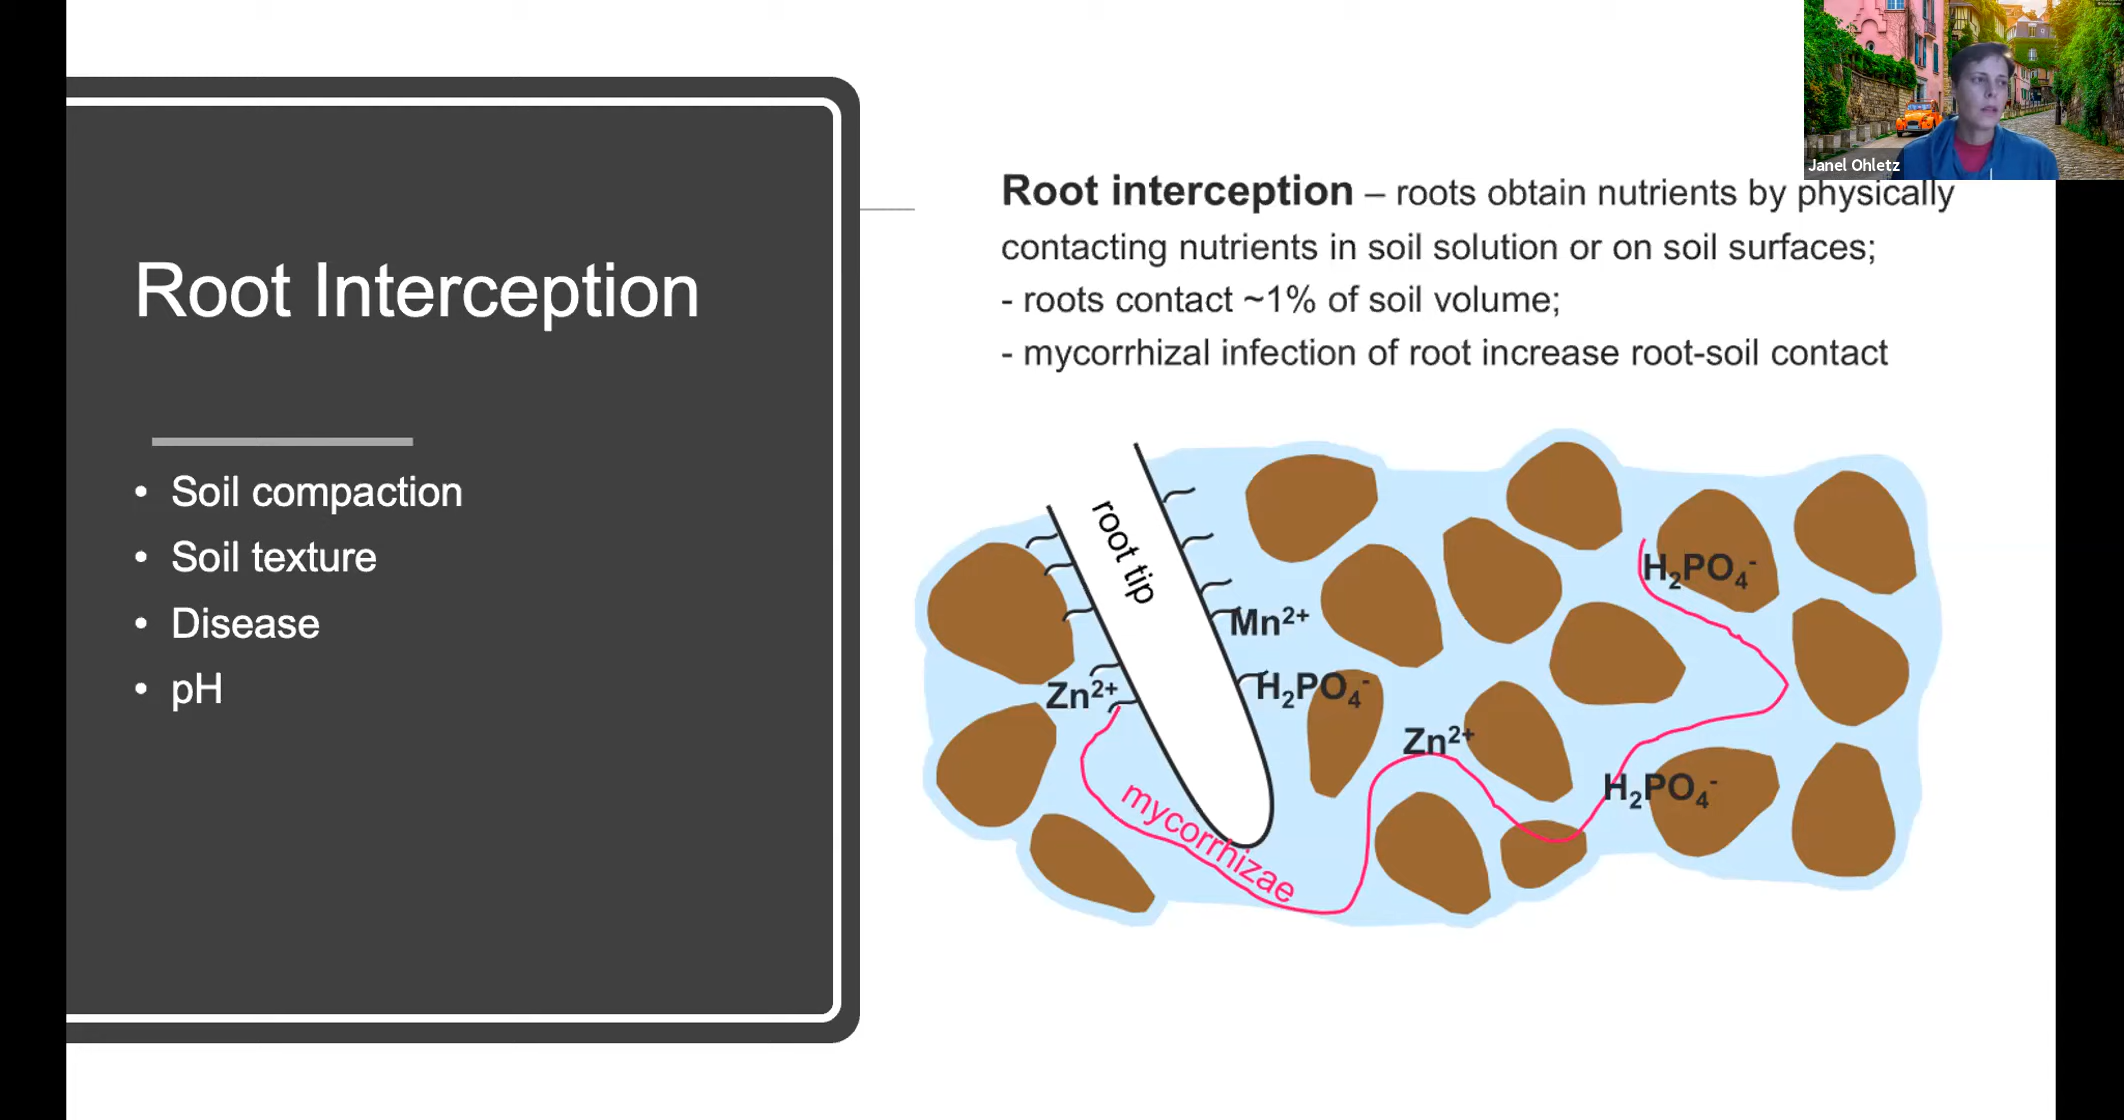 Janel Ohletz
Root Interception
• Soil compaction
• Soil texture
• Disease
• pH
Root interception – roots obtain nutrients by physically
contacting nutrients in soil solution or on soil surfaces;
- roots contact ~1% of soil volume;
- mycorrhizal infection of root increase root-soil contact
root tip
H₂PO₄⁻
Mn²⁺
Zn²⁺
H₂PO₄⁻
Zn²⁺
H₂PO₄⁻
mycorrhizae